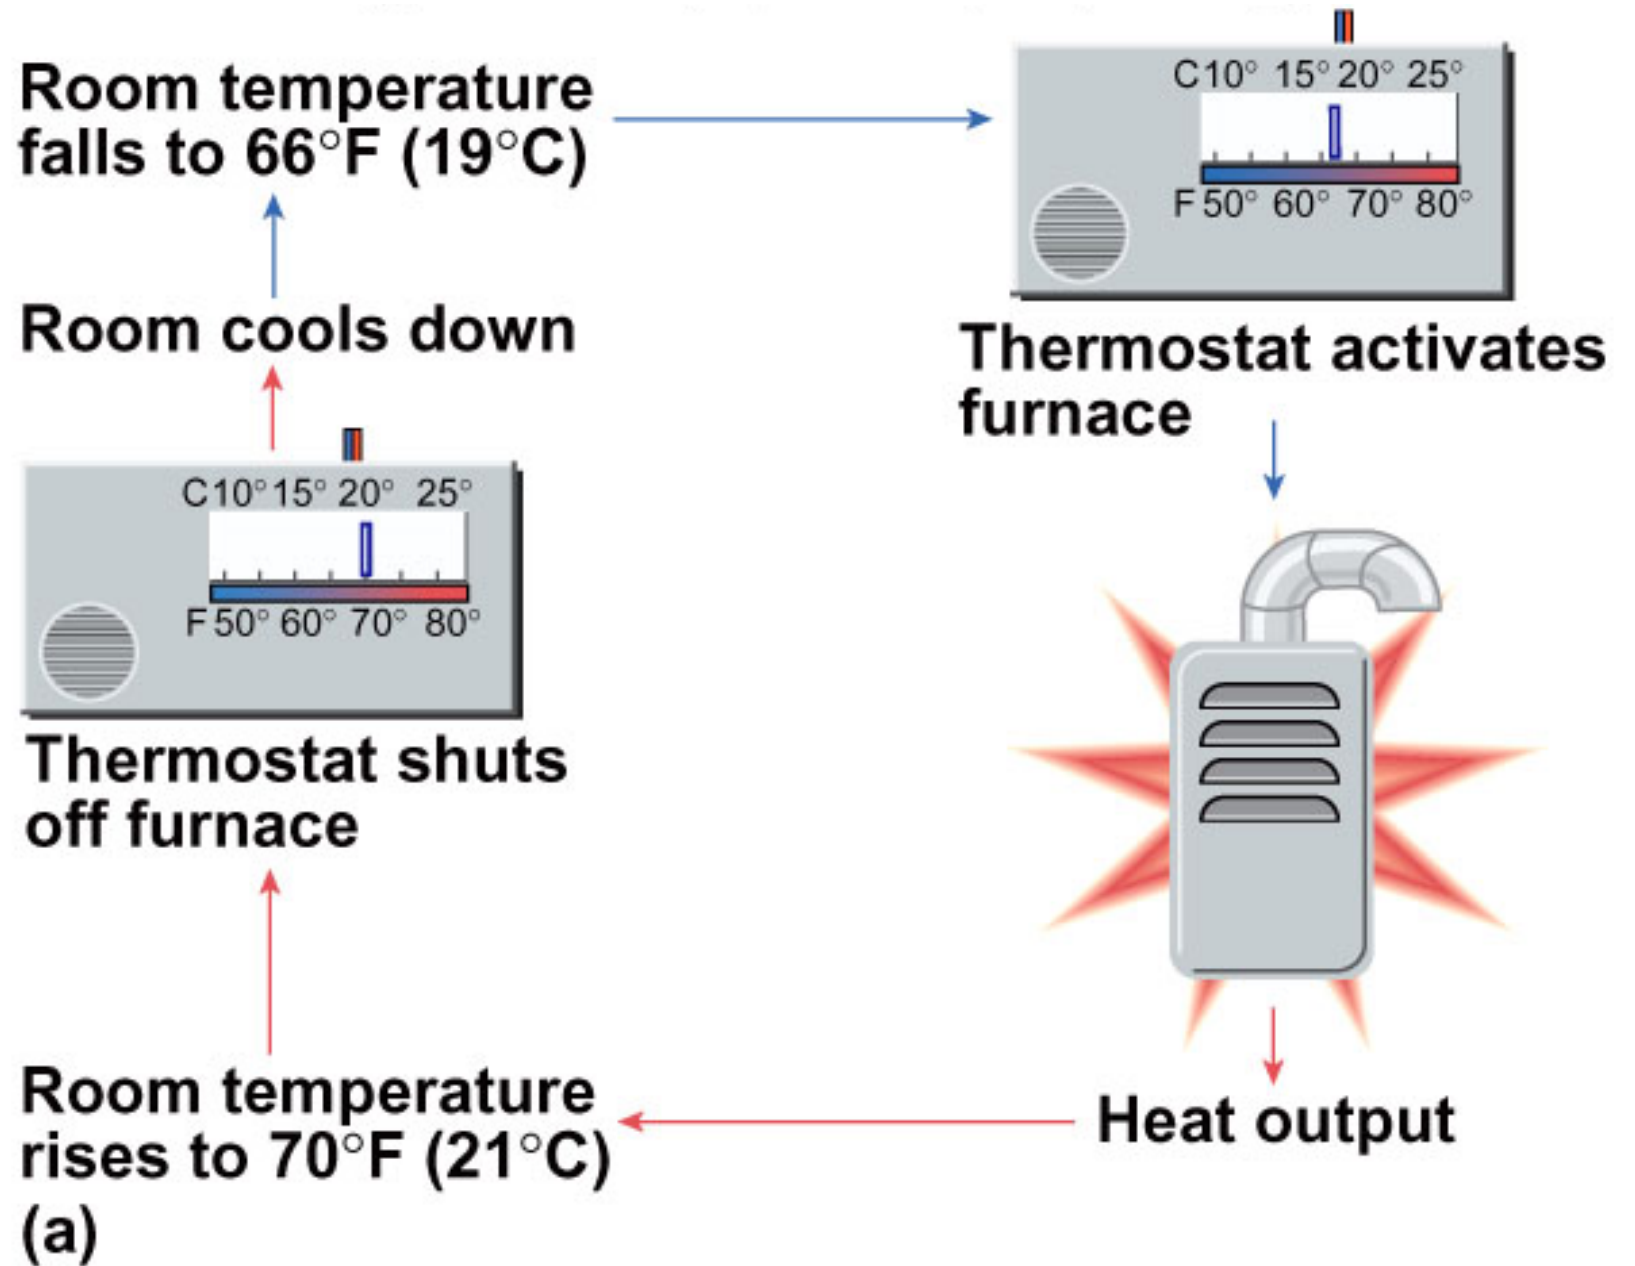 Room temperature
falls to 66°F (19°C)
C10° 15° 20° 25°
F 50° 60° 70° 80°
Thermostat activates
furnace
Room cools down
C10° 15° 20° 25°
F 50° 60° 70° 80°
Thermostat shuts
off furnace
Heat output
Room temperature
rises to 70°F (21°C)
(a)